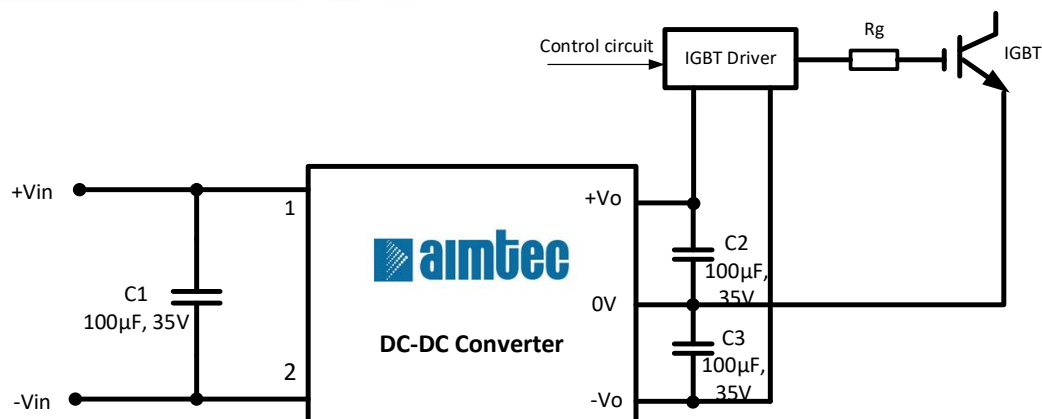 Rg
Control circuit
IGBT Driver
IGBT
+Vin
1
+Vo
aimtec
C2
100µF,
35V
C1
100µF, 35V
0V
DC-DC Converter
C3
100µF,
35V
2
-Vin
-Vo